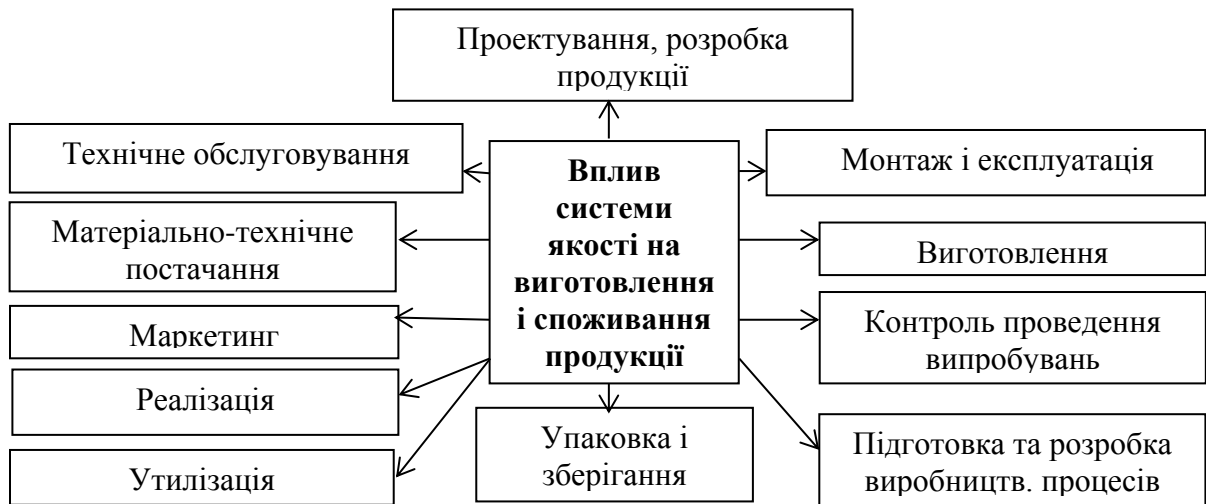 Проектування, розробка
продукції
Технічне обслуговування
Матеріально-технічне
постачання
Маркетинг
Реалізація
Утилізація
Вплив
системи
якості на
виготовлення
і споживання
продукції
Упаковка і
зберігання
Монтаж і експлуатація
Виготовлення
Контроль проведення
випробувань
Підготовка та розробка
виробництв. процесів